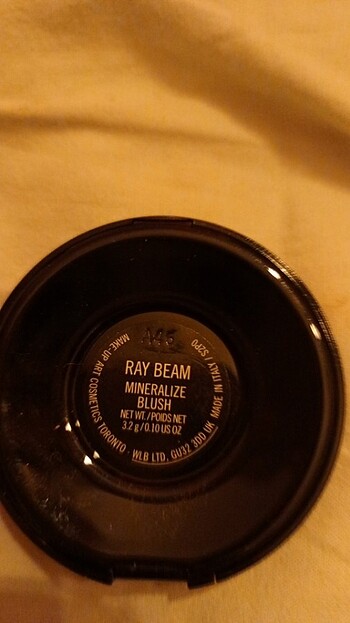 A45
RAY BEAM
MINERALIZE
BLUSH
NET WT. / POIDS NET
3.2 g / 0.10 US OZ
MAKE-UP ART COSMETICS TORONTO · WLB LTD. GU32 3DD UK MADE IN ITALY / S2P0